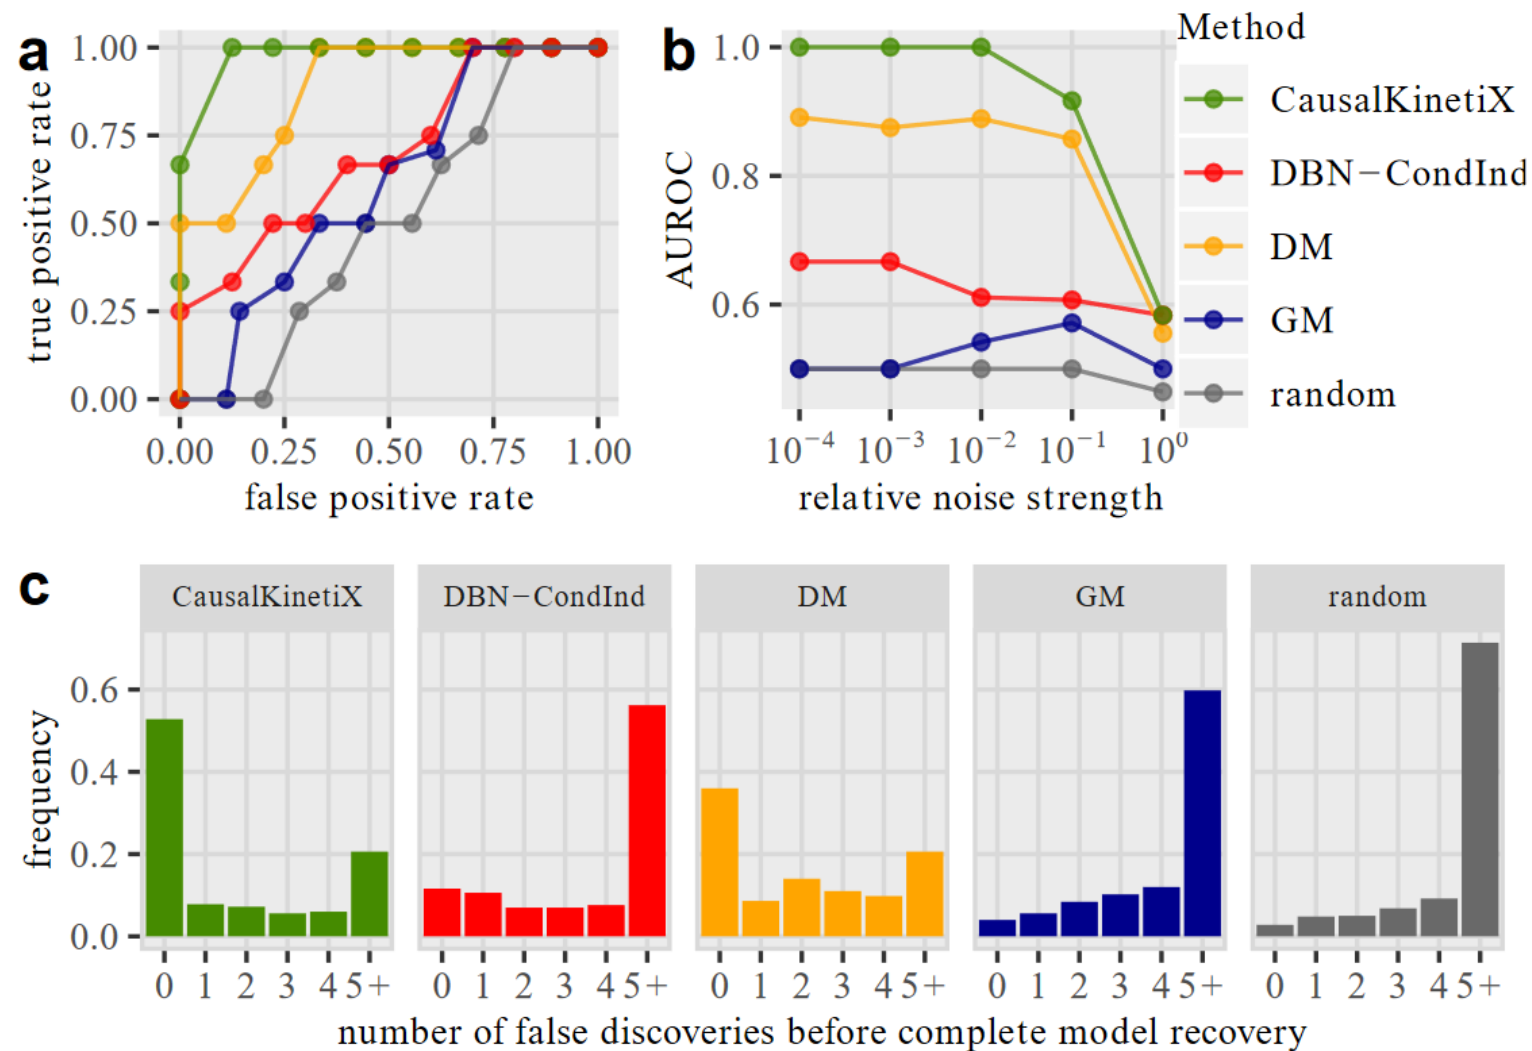 a
1.00
0.75
0.50
0.25
0.00
true positive rate
0.00 0.25 0.50 0.75 1.00
false positive rate
b
1.0
0.8
0.6
AUROC
10⁻⁴ 10⁻³ 10⁻² 10⁻¹ 10⁰
relative noise strength
Method
CausalKinetiX
DBN−CondInd
DM
GM
random
c
CausalKinetiX DBN−CondInd DM GM random
0.6
0.4
0.2
0.0
frequency
0 1 2 3 4 5+ 0 1 2 3 4 5+ 0 1 2 3 4 5+ 0 1 2 3 4 5+ 0 1 2 3 4 5+
number of false discoveries before complete model recovery